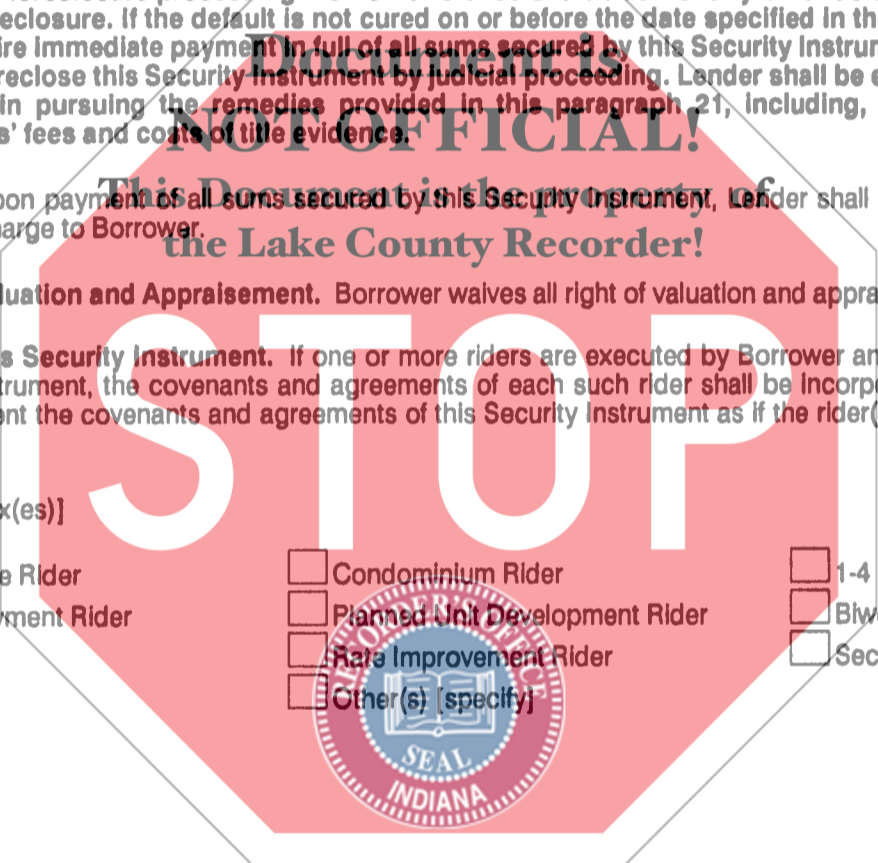 eclosure. If the default is not cured on or before the date specified in th
ire immediate payment in full of all sums secured by this Security Instrum
reclose this Security Instrument by judicial proceeding. Lender shall be e
in pursuing the remedies provided in this paragraph 21, including,
s' fees and costs of title evidence.
Document is
NOT OFFICIAL!
This Document is the property of
the Lake County Recorder!
pon payment of all sums secured by this Security Instrument, Lender shall
arge to Borrower.
luation and Appraisement. Borrower waives all right of valuation and appra
s Security Instrument. If one or more riders are executed by Borrower an
trument, the covenants and agreements of each such rider shall be incorp
ent the covenants and agreements of this Security Instrument as if the rider(
STOP
x(es)]
e Rider Condominium Rider 1-4
yment Rider Planned Unit Development Rider Biw
Rate Improvement Rider Sec
Other(s) [specify]
RECORDER'S OFFICE
SEAL
INDIANA